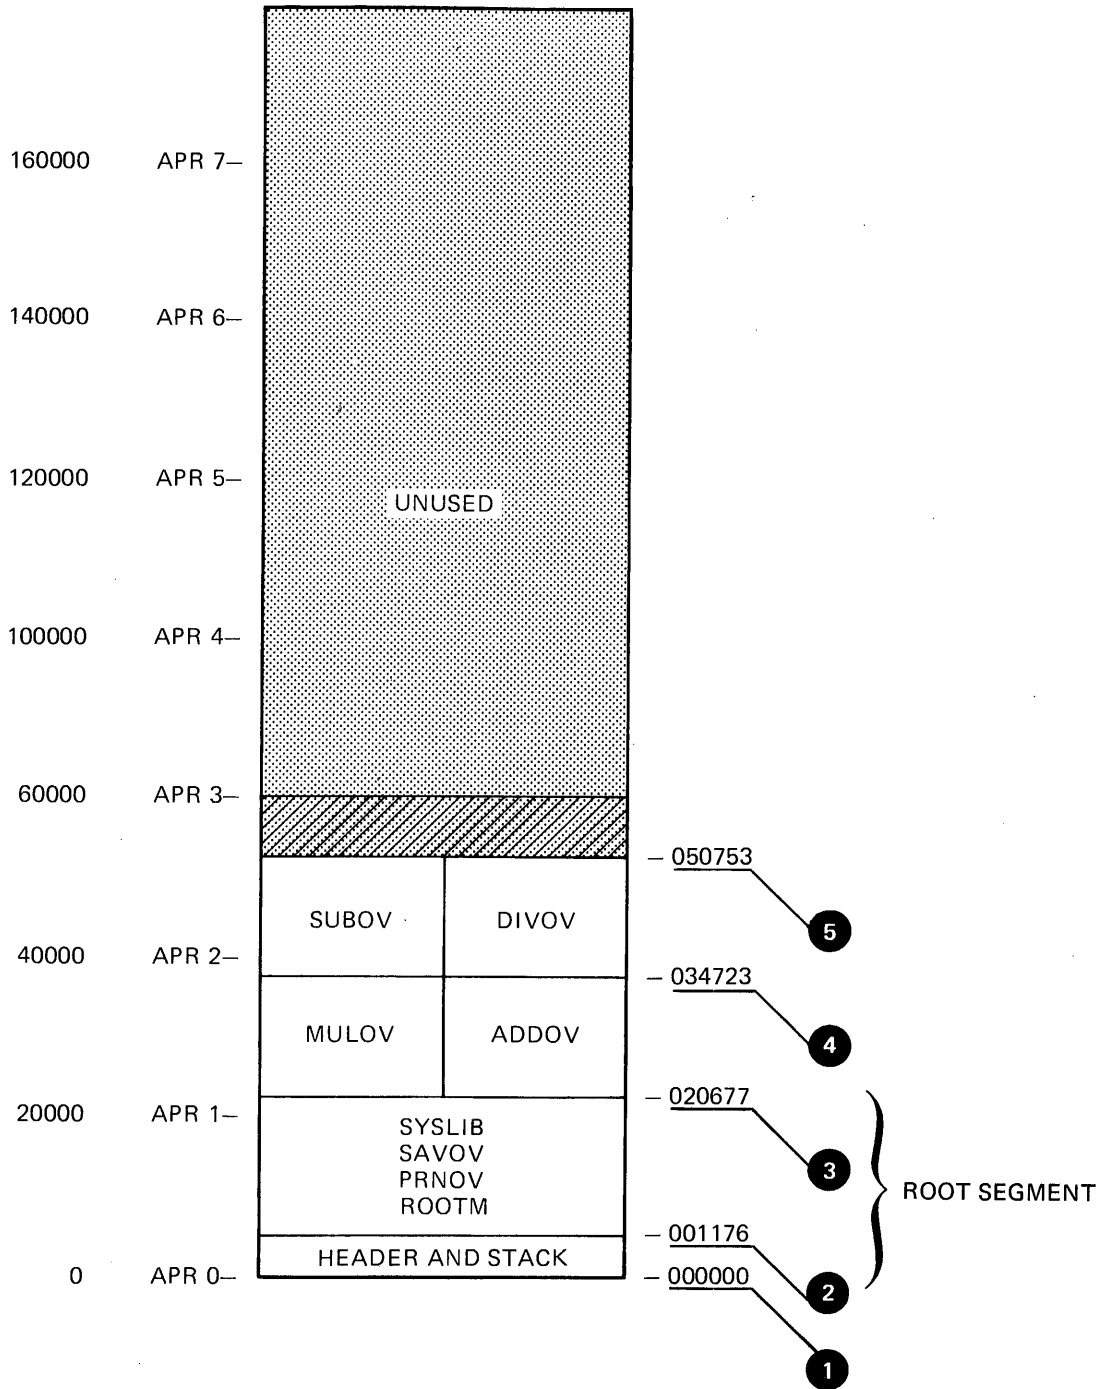 160000 APR 7—
140000 APR 6—
120000 APR 5—
UNUSED
100000 APR 4—
60000 APR 3—
— 050753
5
SUBOV DIVOV
40000 APR 2—
— 034723
4
MULOV ADDOV
— 020677
3
20000 APR 1—
SYSLIB
SAVOV
PRNOV
ROOTM
ROOT SEGMENT
— 001176
2
HEADER AND STACK
0 APR 0—
— 000000
1